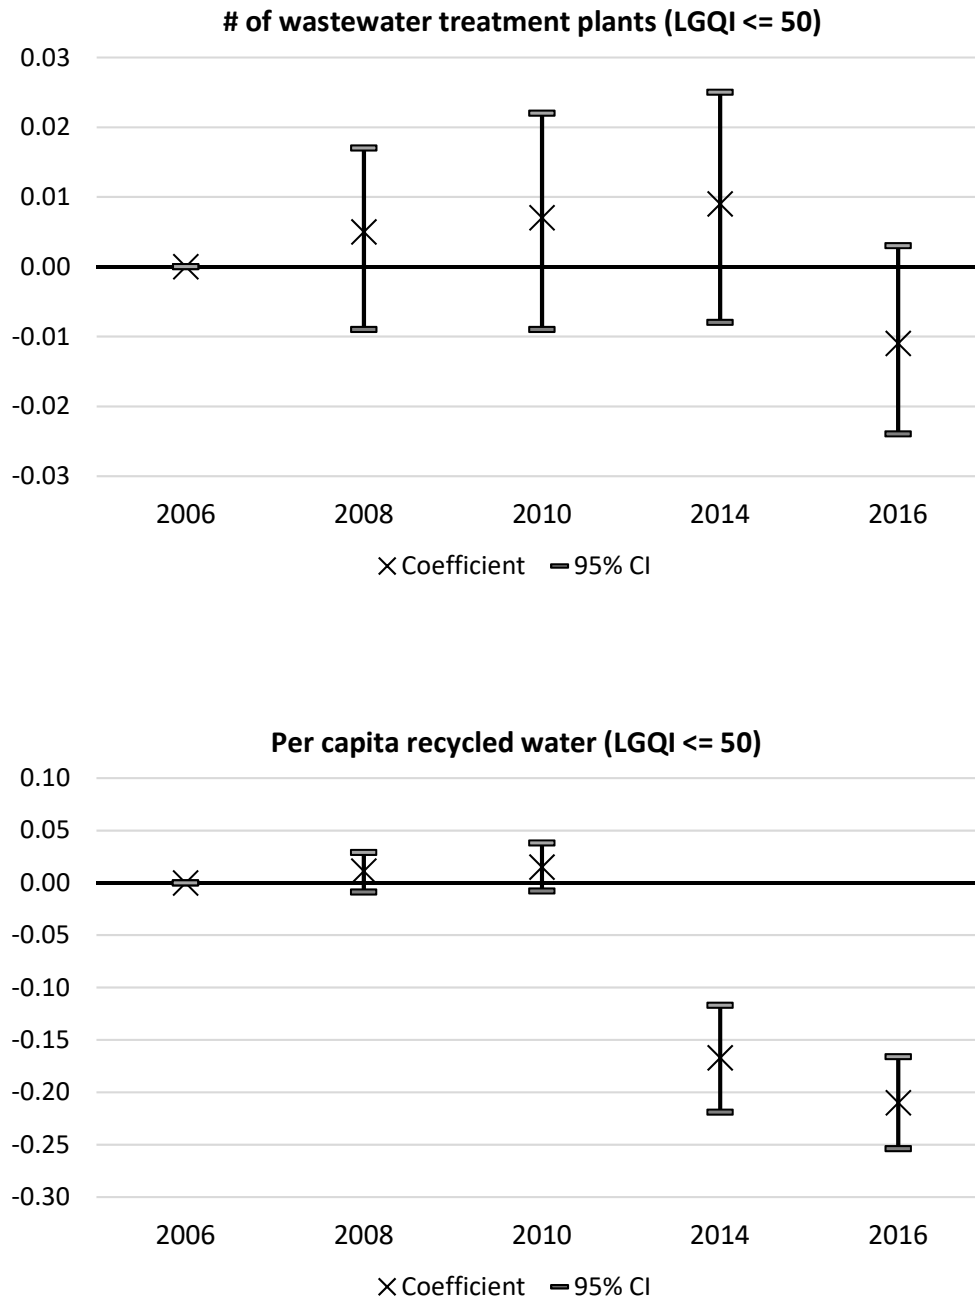 # of wastewater treatment plants (LGQI <= 50)
0.03
0.02
0.01
0.00
-0.01
-0.02
-0.03
2006 2008 2010 2014 2016
Coefficient 95% CI
Per capita recycled water (LGQI <= 50)
0.10
0.05
0.00
-0.05
-0.10
-0.15
-0.20
-0.25
-0.30
2006 2008 2010 2014 2016
Coefficient 95% CI